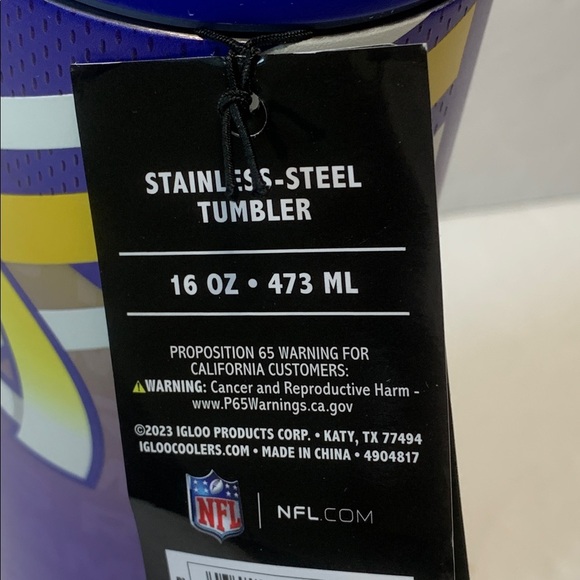 STAINLESS-STEEL
TUMBLER
16 OZ • 473 ML
PROPOSITION 65 WARNING FOR
CALIFORNIA CUSTOMERS:
⚠WARNING: Cancer and Reproductive Harm -
www.P65Warnings.ca.gov
©2023 IGLOO PRODUCTS CORP. • KATY, TX 77494
IGLOOCOOLERS.COM • MADE IN CHINA • 4904817
NFL | NFL.COM